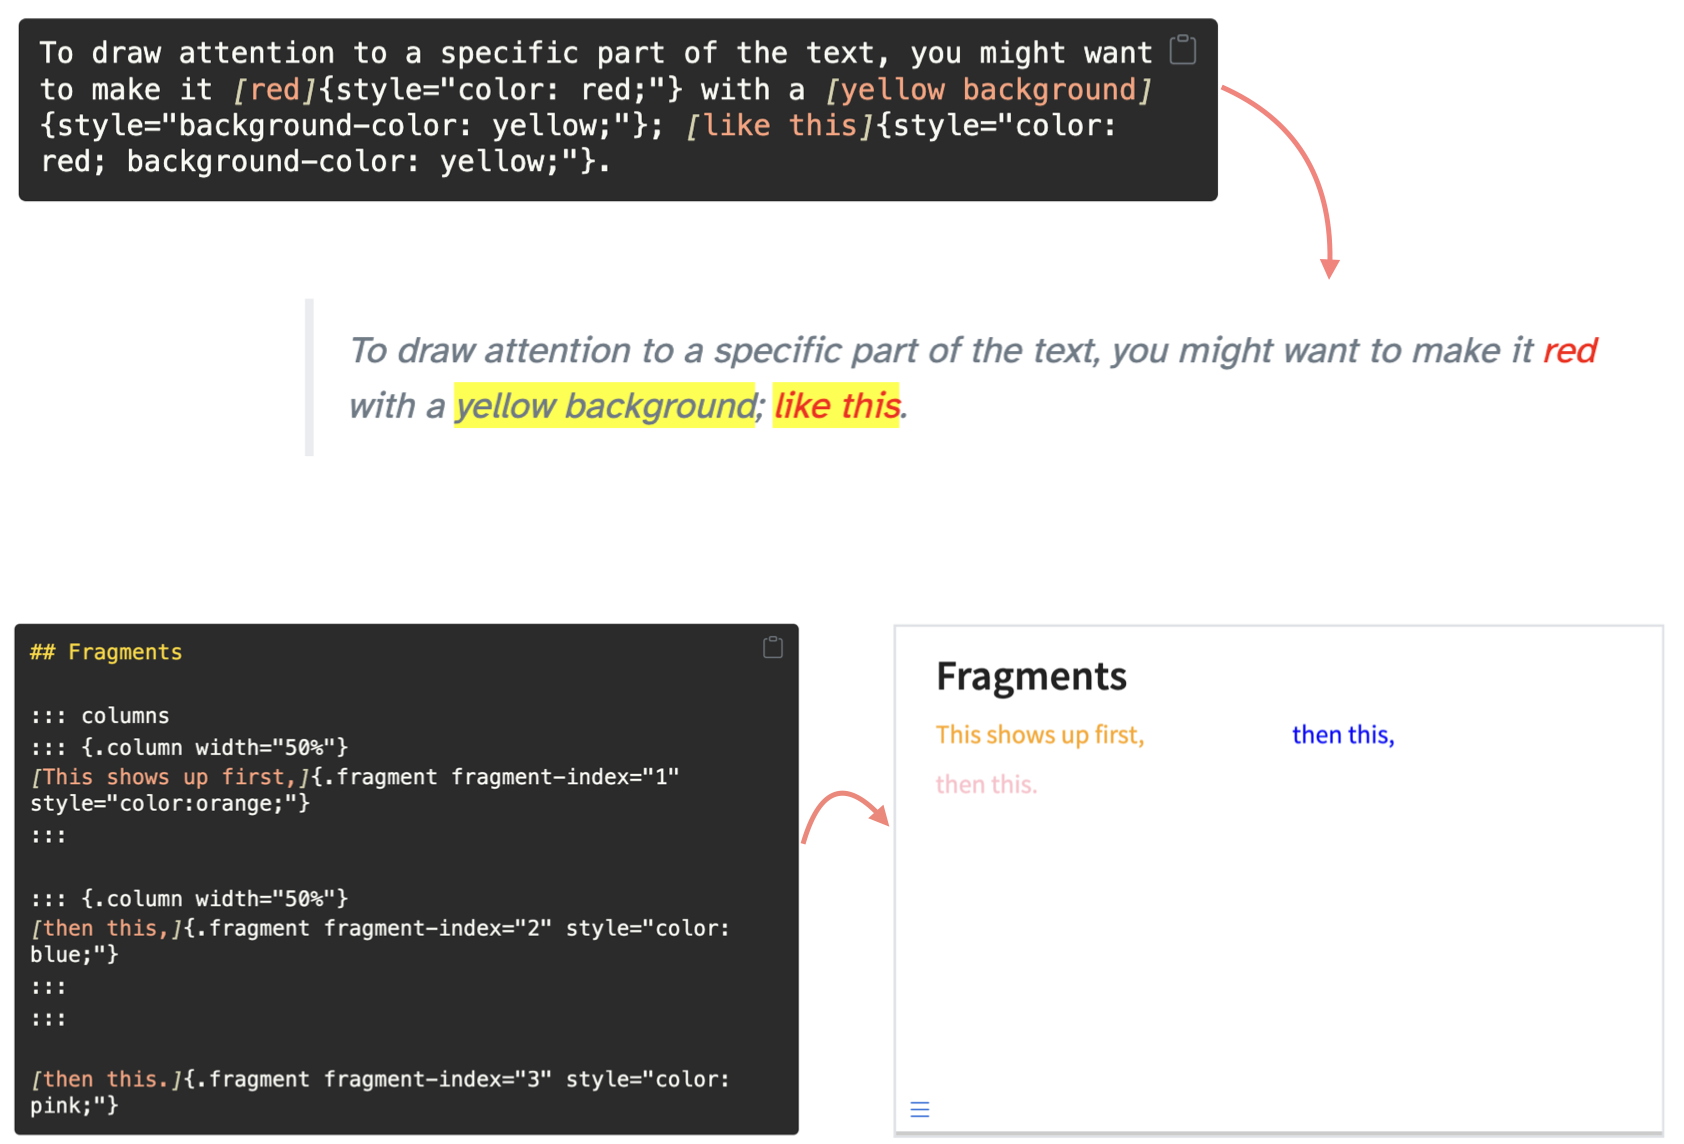 To draw attention to a specific part of the text, you might want
to make it [red]{style="color: red;"} with a [yellow background]
{style="background-color: yellow;"}; [like this]{style="color:
red; background-color: yellow;"}.
To draw attention to a specific part of the text, you might want to make it red
with a yellow background; like this.
## Fragments
::: columns
::: {.column width="50%"}
[This shows up first,]{.fragment fragment-index="1"
style="color:orange;"}
:::
::: {.column width="50%"}
[then this,]{.fragment fragment-index="2" style="color:
blue;"}
:::
:::
[then this.]{.fragment fragment-index="3" style="color:
pink;"}
Fragments
This shows up first, then this,
then this.